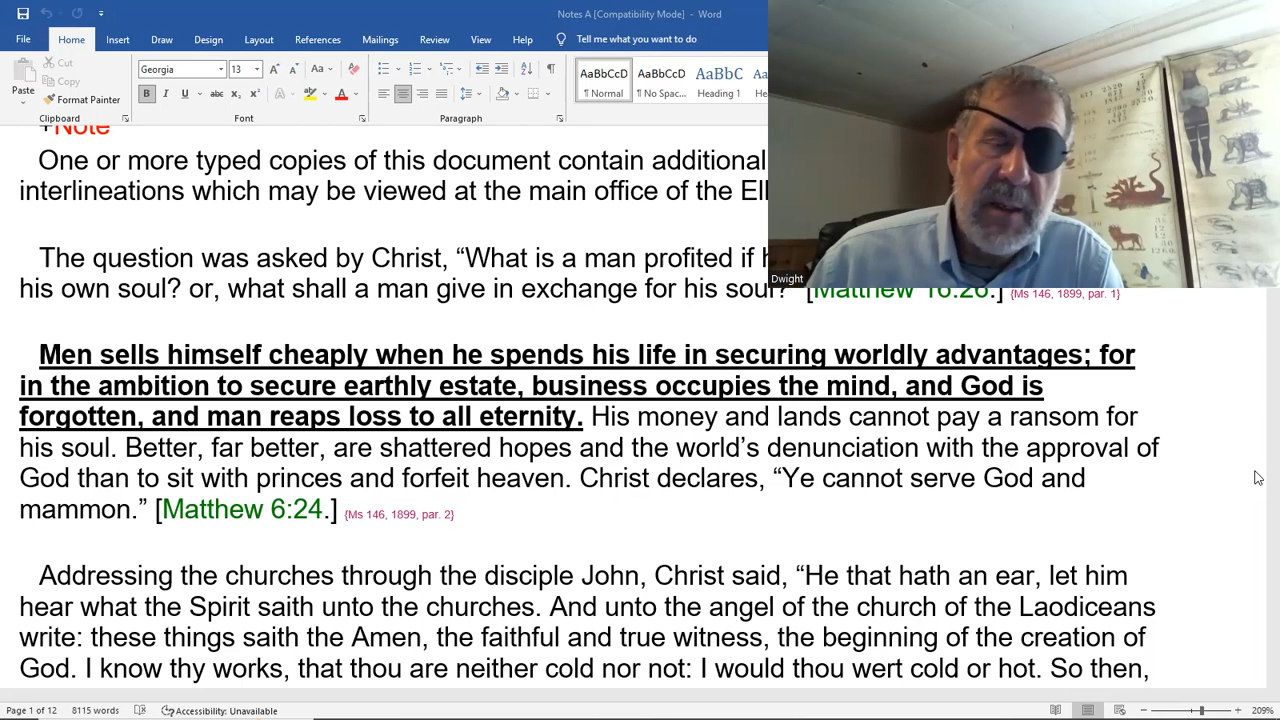 Notes A [Compatibility Mode] - Word
File Home Insert Draw Design Layout References Mailings Review View Help Tell me what you want to do
Paste
Cut
Copy
Format Painter
Georgia 13
AaBbCcD AaBbCcD AaBbC AaBbC
¶ Normal ¶ No Spac... Heading 1 Hea
Clipboard Font Paragraph
+Note
One or more typed copies of this document contain additional
interlineations which may be viewed at the main office of the Ell
The question was asked by Christ, “What is a man profited if h
his own soul? or, what shall a man give in exchange for his soul?” [Matthew 16:26.] {Ms 146, 1899, par. 1}
Men sells himself cheaply when he spends his life in securing worldly advantages; for
in the ambition to secure earthly estate, business occupies the mind, and God is
forgotten, and man reaps loss to all eternity. His money and lands cannot pay a ransom for
his soul. Better, far better, are shattered hopes and the world’s denunciation with the approval of
God than to sit with princes and forfeit heaven. Christ declares, “Ye cannot serve God and
mammon.” [Matthew 6:24.] {Ms 146, 1899, par. 2}
Addressing the churches through the disciple John, Christ said, “He that hath an ear, let him
hear what the Spirit saith unto the churches. And unto the angel of the church of the Laodiceans
write: these things saith the Amen, the faithful and true witness, the beginning of the creation of
God. I know thy works, that thou are neither cold nor not: I would thou wert cold or hot. So then,
Dwight
Page 1 of 12 8115 words Accessibility: Unavailable 209%